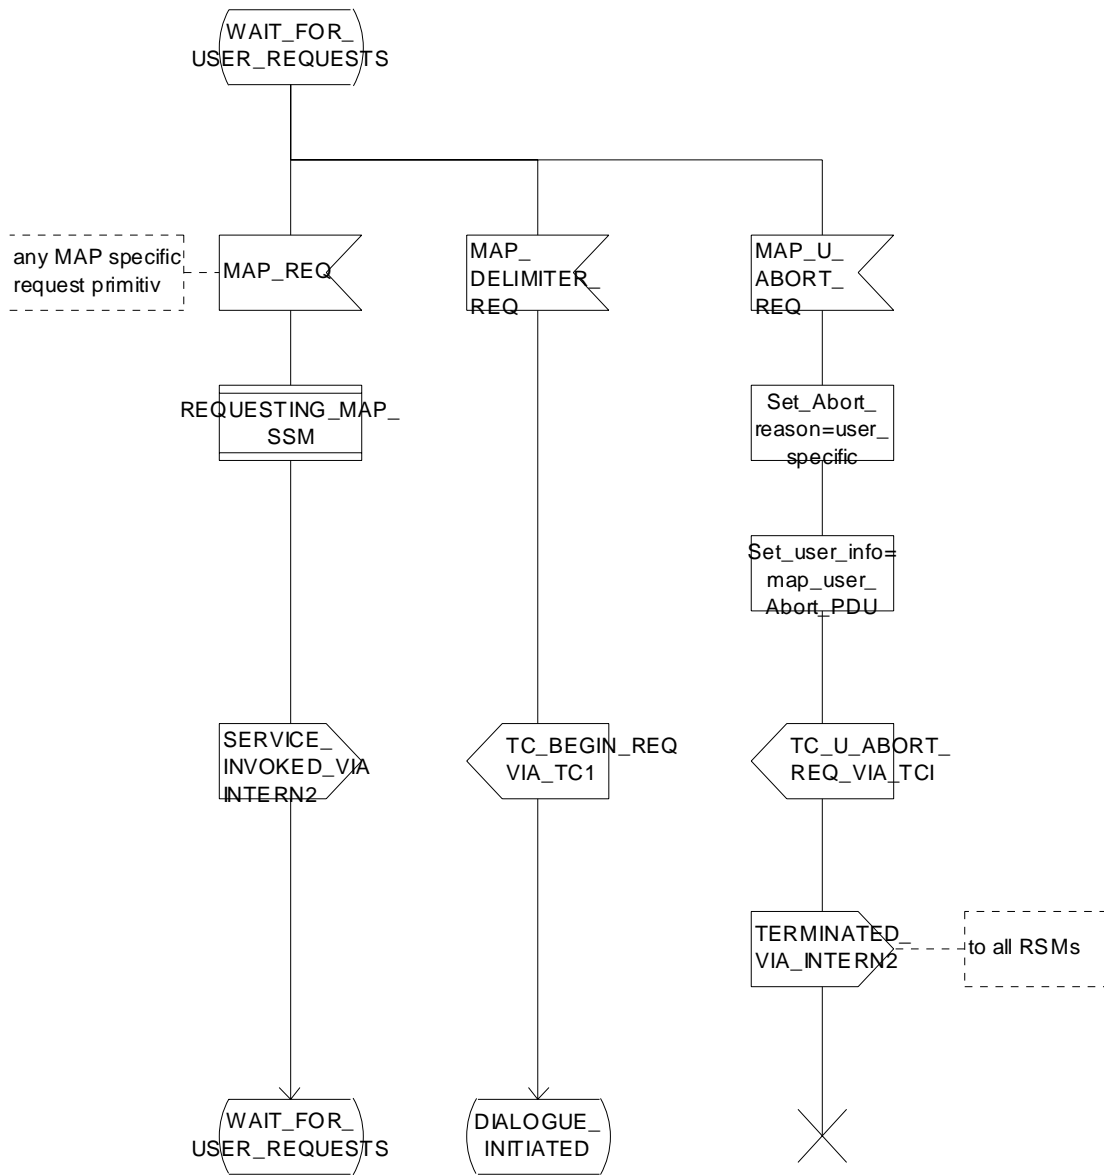 WAIT_FOR_
USER_REQUESTS
any MAP specific
request primitiv
MAP_REQ
MAP_
DELIMITER_
REQ
MAP_U_
ABORT_
REQ
REQUESTING_MAP_
SSM
Set_Abort_
reason=user_
specific
Set_user_info=
map_user_
Abort_PDU
SERVICE_
INVOKED_VIA
INTERN2
TC_BEGIN_REQ
VIA_TC1
TC_U_ABORT_
REQ_VIA_TCI
TERMINATED_
VIA_INTERN2
to all RSMs
WAIT_FOR_
USER_REQUESTS
DIALOGUE_
INITIATED